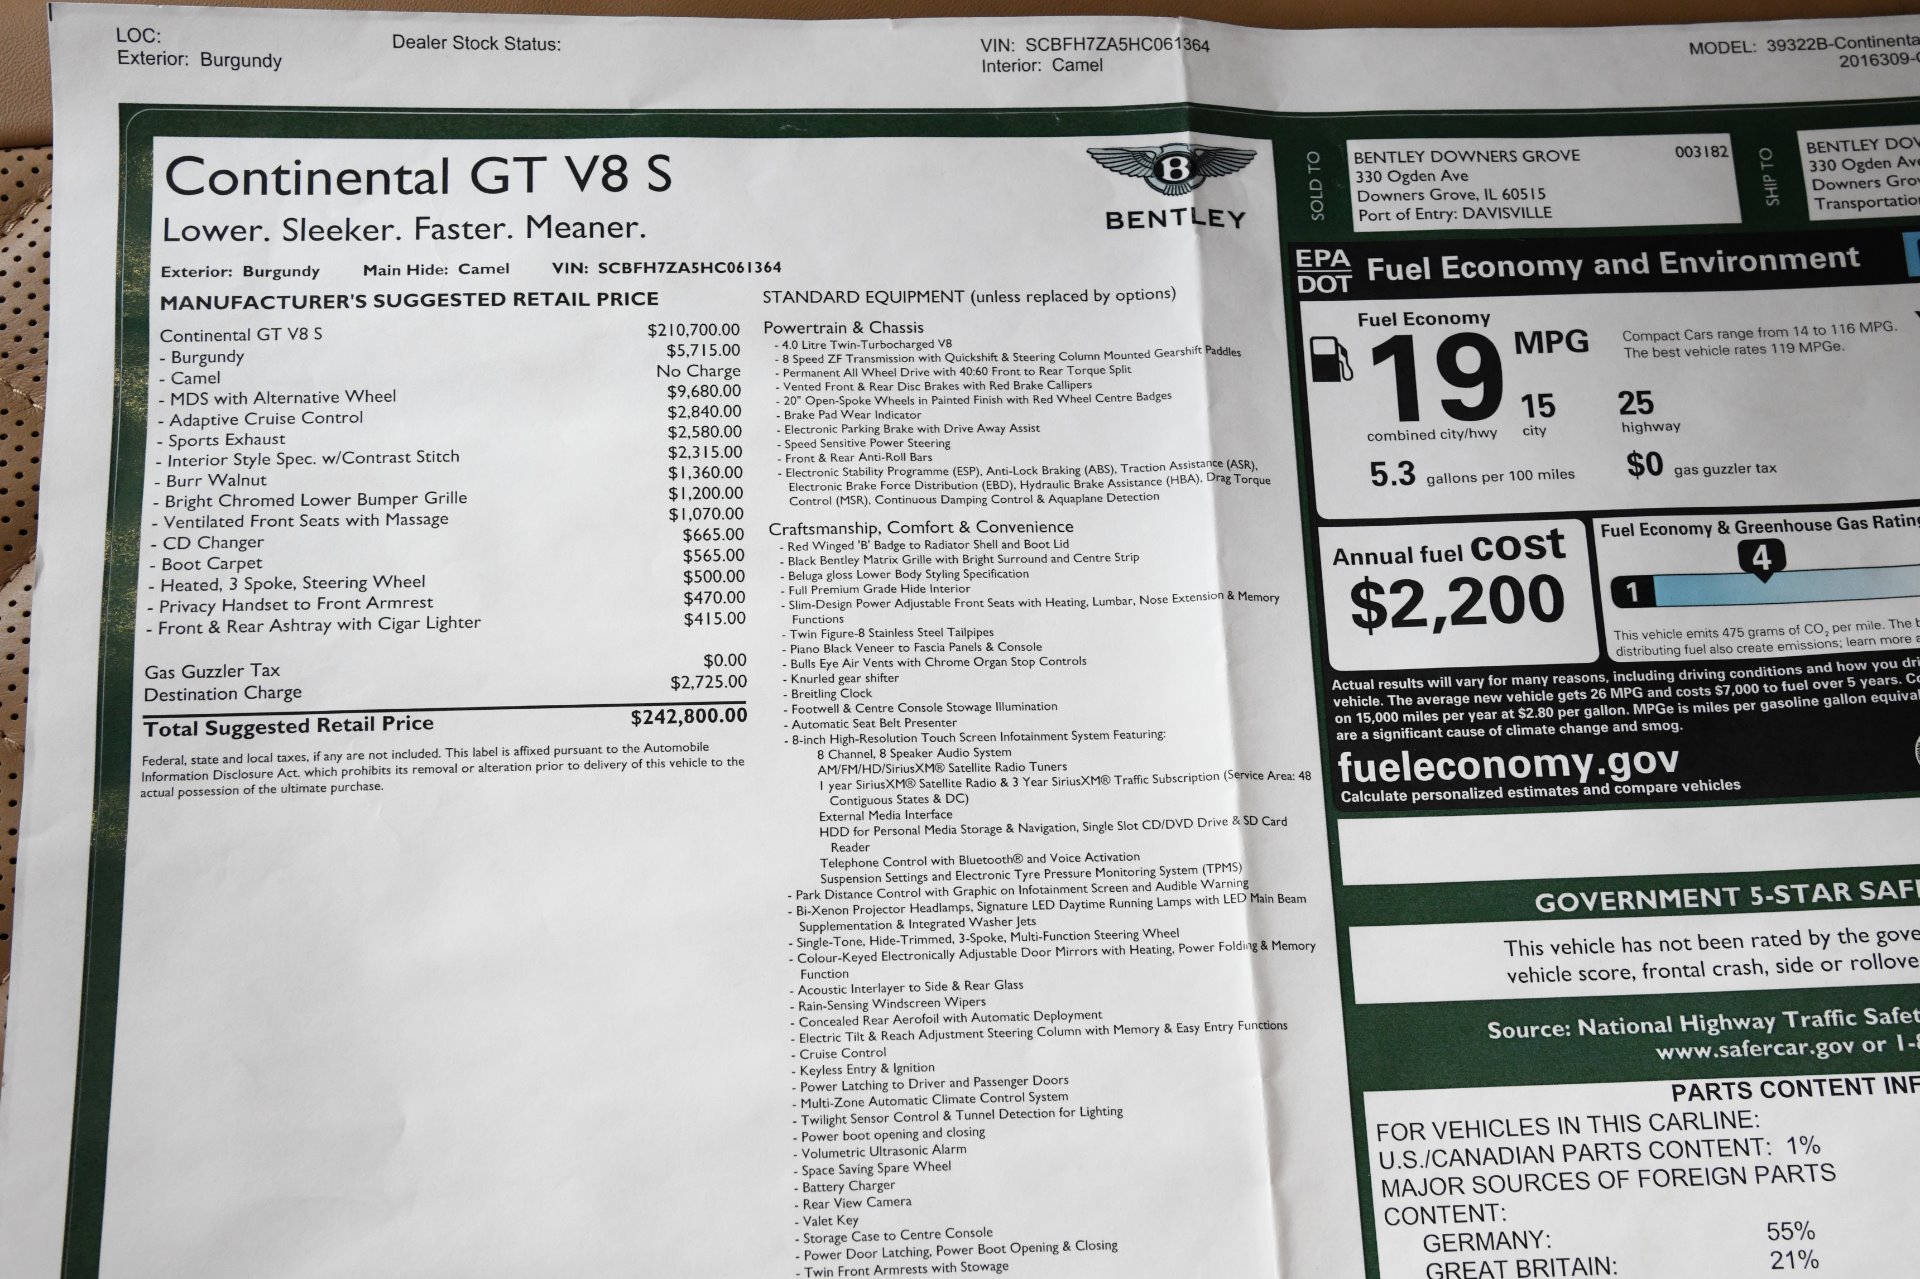 LOC:
Exterior: Burgundy
Dealer Stock Status:
VIN: SCBFH7ZA5HC061364
Interior: Camel
MODEL: 39322B-Continenta
2016309-
Continental GT V8 S
Lower. Sleeker. Faster. Meaner.
B
BENTLEY
Exterior: Burgundy Main Hide: Camel VIN: SCBFH7ZA5HC061364
MANUFACTURER'S SUGGESTED RETAIL PRICE
Continental GT V8 S $210,700.00
- Burgundy $5,715.00
- Camel No Charge
- MDS with Alternative Wheel $9,680.00
- Adaptive Cruise Control $2,840.00
- Sports Exhaust $2,580.00
- Interior Style Spec. w/Contrast Stitch $2,315.00
- Burr Walnut $1,360.00
- Bright Chromed Lower Bumper Grille $1,200.00
- Ventilated Front Seats with Massage $1,070.00
- CD Changer $665.00
- Boot Carpet $565.00
- Heated, 3 Spoke, Steering Wheel $500.00
- Privacy Handset to Front Armrest $470.00
- Front & Rear Ashtray with Cigar Lighter $415.00
Gas Guzzler Tax $0.00
Destination Charge $2,725.00
Total Suggested Retail Price $242,800.00
Federal, state and local taxes, if any are not included. This label is affixed pursuant to the Automobile
Information Disclosure Act. which prohibits its removal or alteration prior to delivery of this vehicle to the
actual possession of the ultimate purchase.
STANDARD EQUIPMENT (unless replaced by options)
Powertrain & Chassis
- 4.0 Litre Twin-Turbocharged V8
- 8 Speed ZF Transmission with Quickshift & Steering Column Mounted Gearshift Paddles
- Permanent All Wheel Drive with 40:60 Front to Rear Torque Split
- Vented Front & Rear Disc Brakes with Red Brake Callipers
- 20" Open-Spoke Wheels in Painted Finish with Red Wheel Centre Badges
- Brake Pad Wear Indicator
- Electronic Parking Brake with Drive Away Assist
- Speed Sensitive Power Steering
- Front & Rear Anti-Roll Bars
- Electronic Stability Programme (ESP), Anti-Lock Braking (ABS), Traction Assistance (ASR),
Electronic Brake Force Distribution (EBD), Hydraulic Brake Assistance (HBA), Drag Torque
Control (MSR), Continuous Damping Control & Aquaplane Detection
Craftsmanship, Comfort & Convenience
- Red Winged 'B' Badge to Radiator Shell and Boot Lid
- Black Bentley Matrix Grille with Bright Surround and Centre Strip
- Beluga gloss Lower Body Styling Specification
- Full Premium Grade Hide Interior
- Slim-Design Power Adjustable Front Seats with Heating, Lumbar, Nose Extension & Memory
Functions
- Twin Figure-8 Stainless Steel Tailpipes
- Piano Black Veneer to Fascia Panels & Console
- Bulls Eye Air Vents with Chrome Organ Stop Controls
- Knurled gear shifter
- Breitling Clock
- Footwell & Centre Console Stowage Illumination
- Automatic Seat Belt Presenter
- 8-inch High-Resolution Touch Screen Infotainment System Featuring:
8 Channel, 8 Speaker Audio System
AM/FM/HD/SiriusXM® Satellite Radio Tuners
1 year SiriusXM® Satellite Radio & 3 Year SiriusXM® Traffic Subscription (Service Area: 48
Contiguous States & DC)
External Media Interface
HDD for Personal Media Storage & Navigation, Single Slot CD/DVD Drive & SD Card
Reader
Telephone Control with Bluetooth® and Voice Activation
Suspension Settings and Electronic Tyre Pressure Monitoring System (TPMS)
- Park Distance Control with Graphic on Infotainment Screen and Audible Warning
- Bi-Xenon Projector Headlamps, Signature LED Daytime Running Lamps with LED Main Beam
Supplementation & Integrated Washer Jets
- Single-Tone, Hide-Trimmed, 3-Spoke, Multi-Function Steering Wheel
- Colour-Keyed Electronically Adjustable Door Mirrors with Heating, Power Folding & Memory
Function
- Acoustic Interlayer to Side & Rear Glass
- Rain-Sensing Windscreen Wipers
- Concealed Rear Aerofoil with Automatic Deployment
- Electric Tilt & Reach Adjustment Steering Column with Memory & Easy Entry Functions
- Cruise Control
- Keyless Entry & Ignition
- Power Latching to Driver and Passenger Doors
- Multi-Zone Automatic Climate Control System
- Twilight Sensor Control & Tunnel Detection for Lighting
- Power boot opening and closing
- Volumetric Ultrasonic Alarm
- Space Saving Spare Wheel
- Battery Charger
- Rear View Camera
- Valet Key
- Storage Case to Centre Console
- Power Door Latching, Power Boot Opening & Closing
- Twin Front Armrests with Stowage
SOLD TO
BENTLEY DOWNERS GROVE 003182
330 Ogden Ave
Downers Grove, IL 60515
Port of Entry: DAVISVILLE
SHIP TO
BENTLEY DOW
330 Ogden Ave
Downers Grov
Transportatio
EPA
DOT
Fuel Economy and Environment
Fuel Economy
19 MPG
combined city/hwy
15
city
25
highway
Compact Cars range from 14 to 116 MPG.
The best vehicle rates 119 MPGe.
5.3 gallons per 100 miles
$0 gas guzzler tax
Annual fuel cost
$2,200
Fuel Economy & Greenhouse Gas Rating
4
1
This vehicle emits 475 grams of CO2 per mile. The b
distributing fuel also create emissions; learn more a
Actual results will vary for many reasons, including driving conditions and how you dri
vehicle. The average new vehicle gets 26 MPG and costs $7,000 to fuel over 5 years. Co
on 15,000 miles per year at $2.80 per gallon. MPGe is miles per gasoline gallon equival
are a significant cause of climate change and smog.
fueleconomy.gov
Calculate personalized estimates and compare vehicles
GOVERNMENT 5-STAR SAF
This vehicle has not been rated by the gove
vehicle score, frontal crash, side or rollove
Source: National Highway Traffic Safet
www.safercar.gov or 1-8
PARTS CONTENT INF
FOR VEHICLES IN THIS CARLINE:
U.S./CANADIAN PARTS CONTENT: 1%
MAJOR SOURCES OF FOREIGN PARTS
CONTENT:
GERMANY: 55%
GREAT BRITAIN: 21%